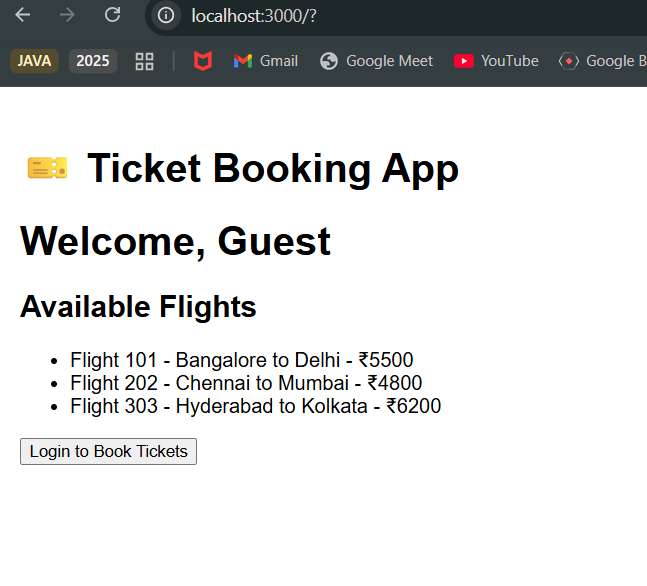 localhost:3000/?
JAVA 2025 Gmail Google Meet YouTube Google B
Ticket Booking App
Welcome, Guest
Available Flights
• Flight 101 - Bangalore to Delhi - ₹5500
• Flight 202 - Chennai to Mumbai - ₹4800
• Flight 303 - Hyderabad to Kolkata - ₹6200
Login to Book Tickets